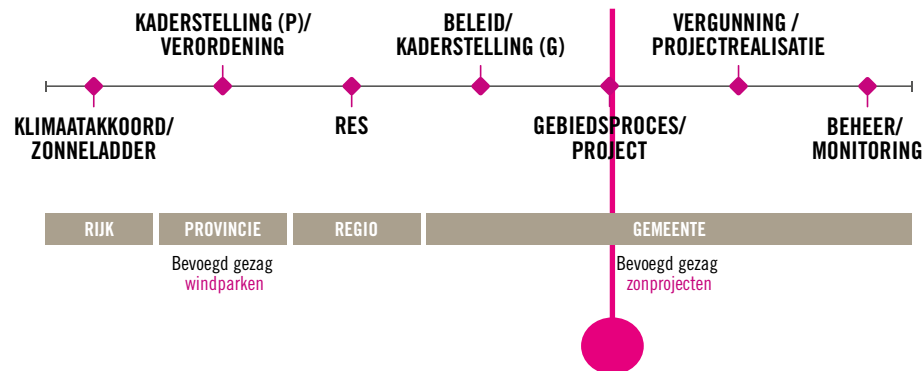 KADERSTELLING (P)/
VERORDENING
BELEID/
KADERSTELLING (G)
VERGUNNING /
PROJECTREALISATIE
KLIMAATAKKOORD/
ZONNELADDER
RES
GEBIEDSPROCES/
PROJECT
BEHEER/
MONITORING
RIJK
PROVINCIE
REGIO
GEMEENTE
Bevoegd gezag
windparken
Bevoegd gezag
zonprojecten